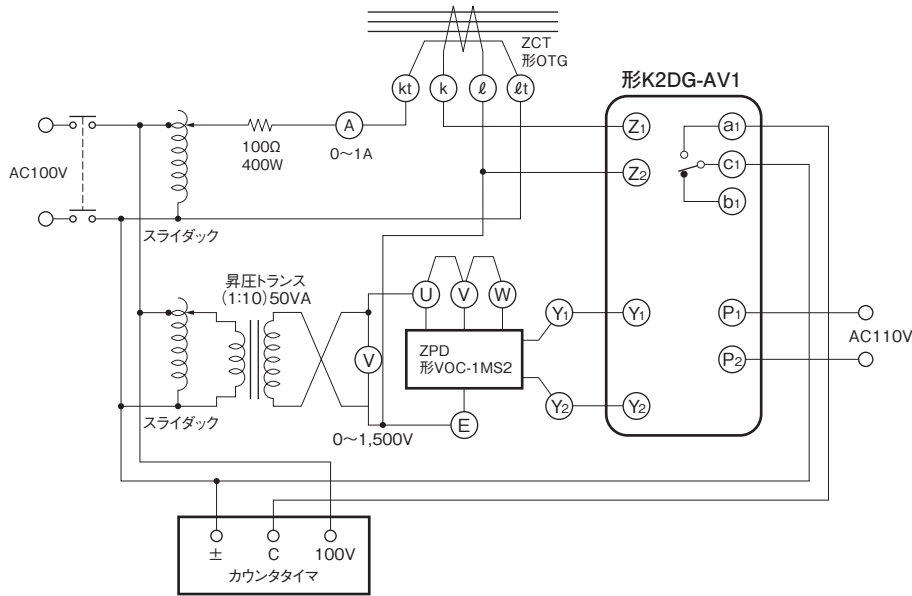 ZCT
形OTG
kt
k
ℓ
ℓt
形K2DG-AV1
AC100V
100Ω
400W
A
0〜1A
Z1
Z2
a1
c1
b1
スライダック
昇圧トランス
(1:10)50VA
U
V
W
V
ZPD
形VOC-1MS2
Y1
Y1
Y2
Y2
E
P1
P2
AC110V
スライダック
0〜1,500V
±
C
100V
カウンタタイマ